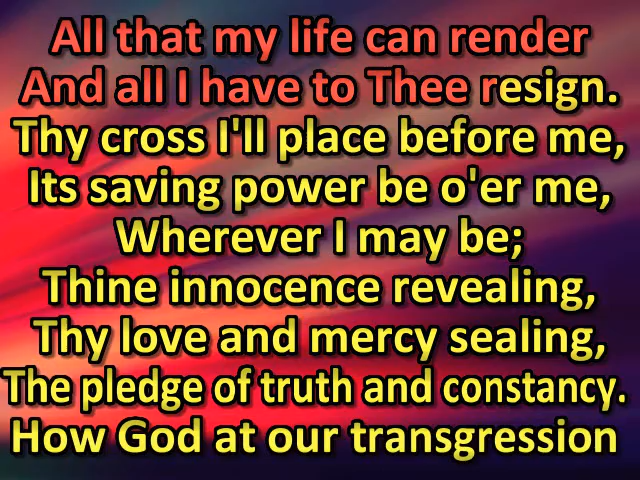 All that my life can render
And all I have to Thee resign.
Thy cross I'll place before me,
Its saving power be o'er me,
Wherever I may be;
Thine innocence revealing,
Thy love and mercy sealing,
The pledge of truth and constancy.
How God at our transgression